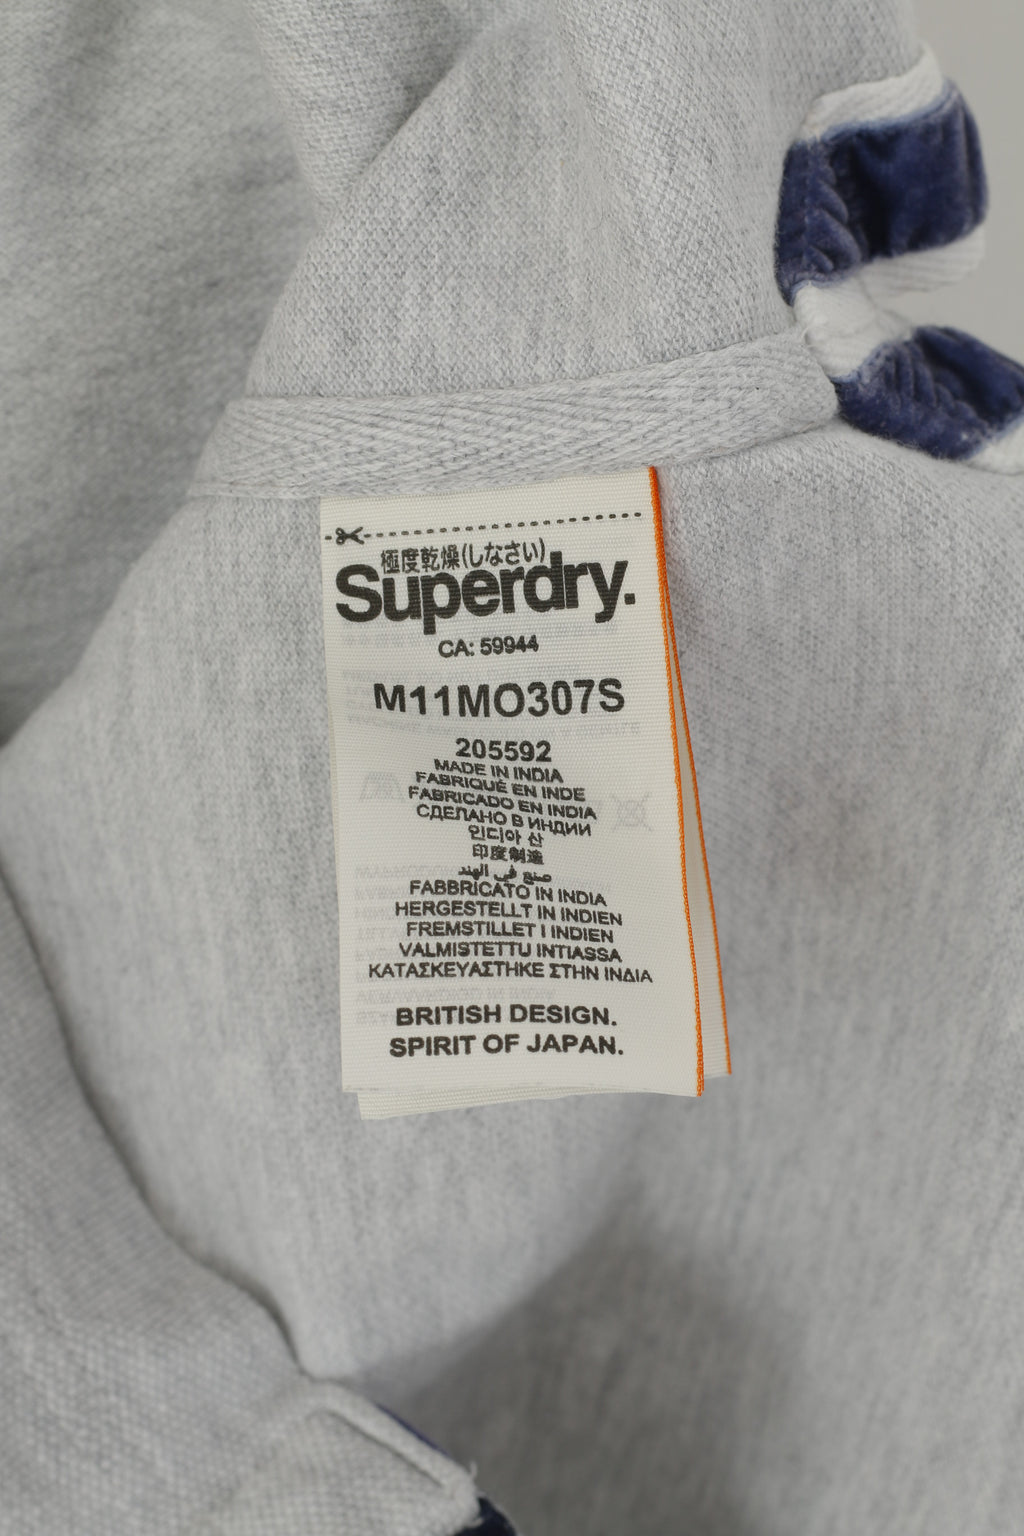 極度乾燥(しなさい)
Superdry.
CA: 59944
M11MO307S
205592
MADE IN INDIA
FABRIQUÉ EN INDE
FABRICADO EN INDIA
СДЕЛАНО В ИНДИИ
인디아 산
印度制造
صنع في الهند
FABBRICATO IN INDIA
HERGESTELLT IN INDIEN
FREMSTILLET I INDIEN
VALMISTETTU INTIASSA
ΚΑΤΑΣΚΕΥΑΣΤΗΚΕ ΣΤΗΝ ΙΝΔΙΑ
BRITISH DESIGN.
SPIRIT OF JAPAN.